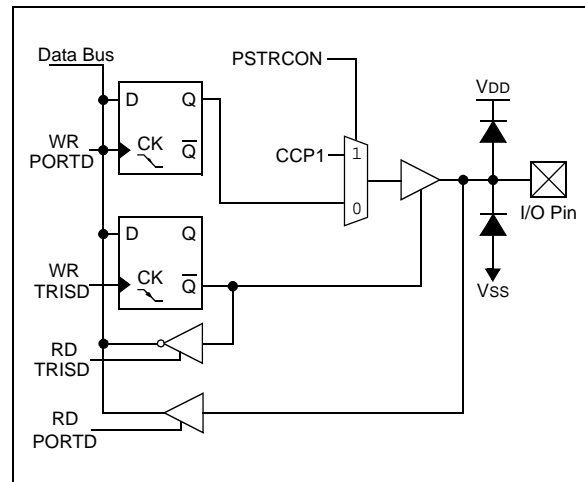 Data Bus
PSTRCON
VDD
D Q
WR
PORTD
CK
Q
CCP1
1
0
I/O Pin
D Q
WR
TRISD
CK
Q
VSS
RD
TRISD
RD
PORTD